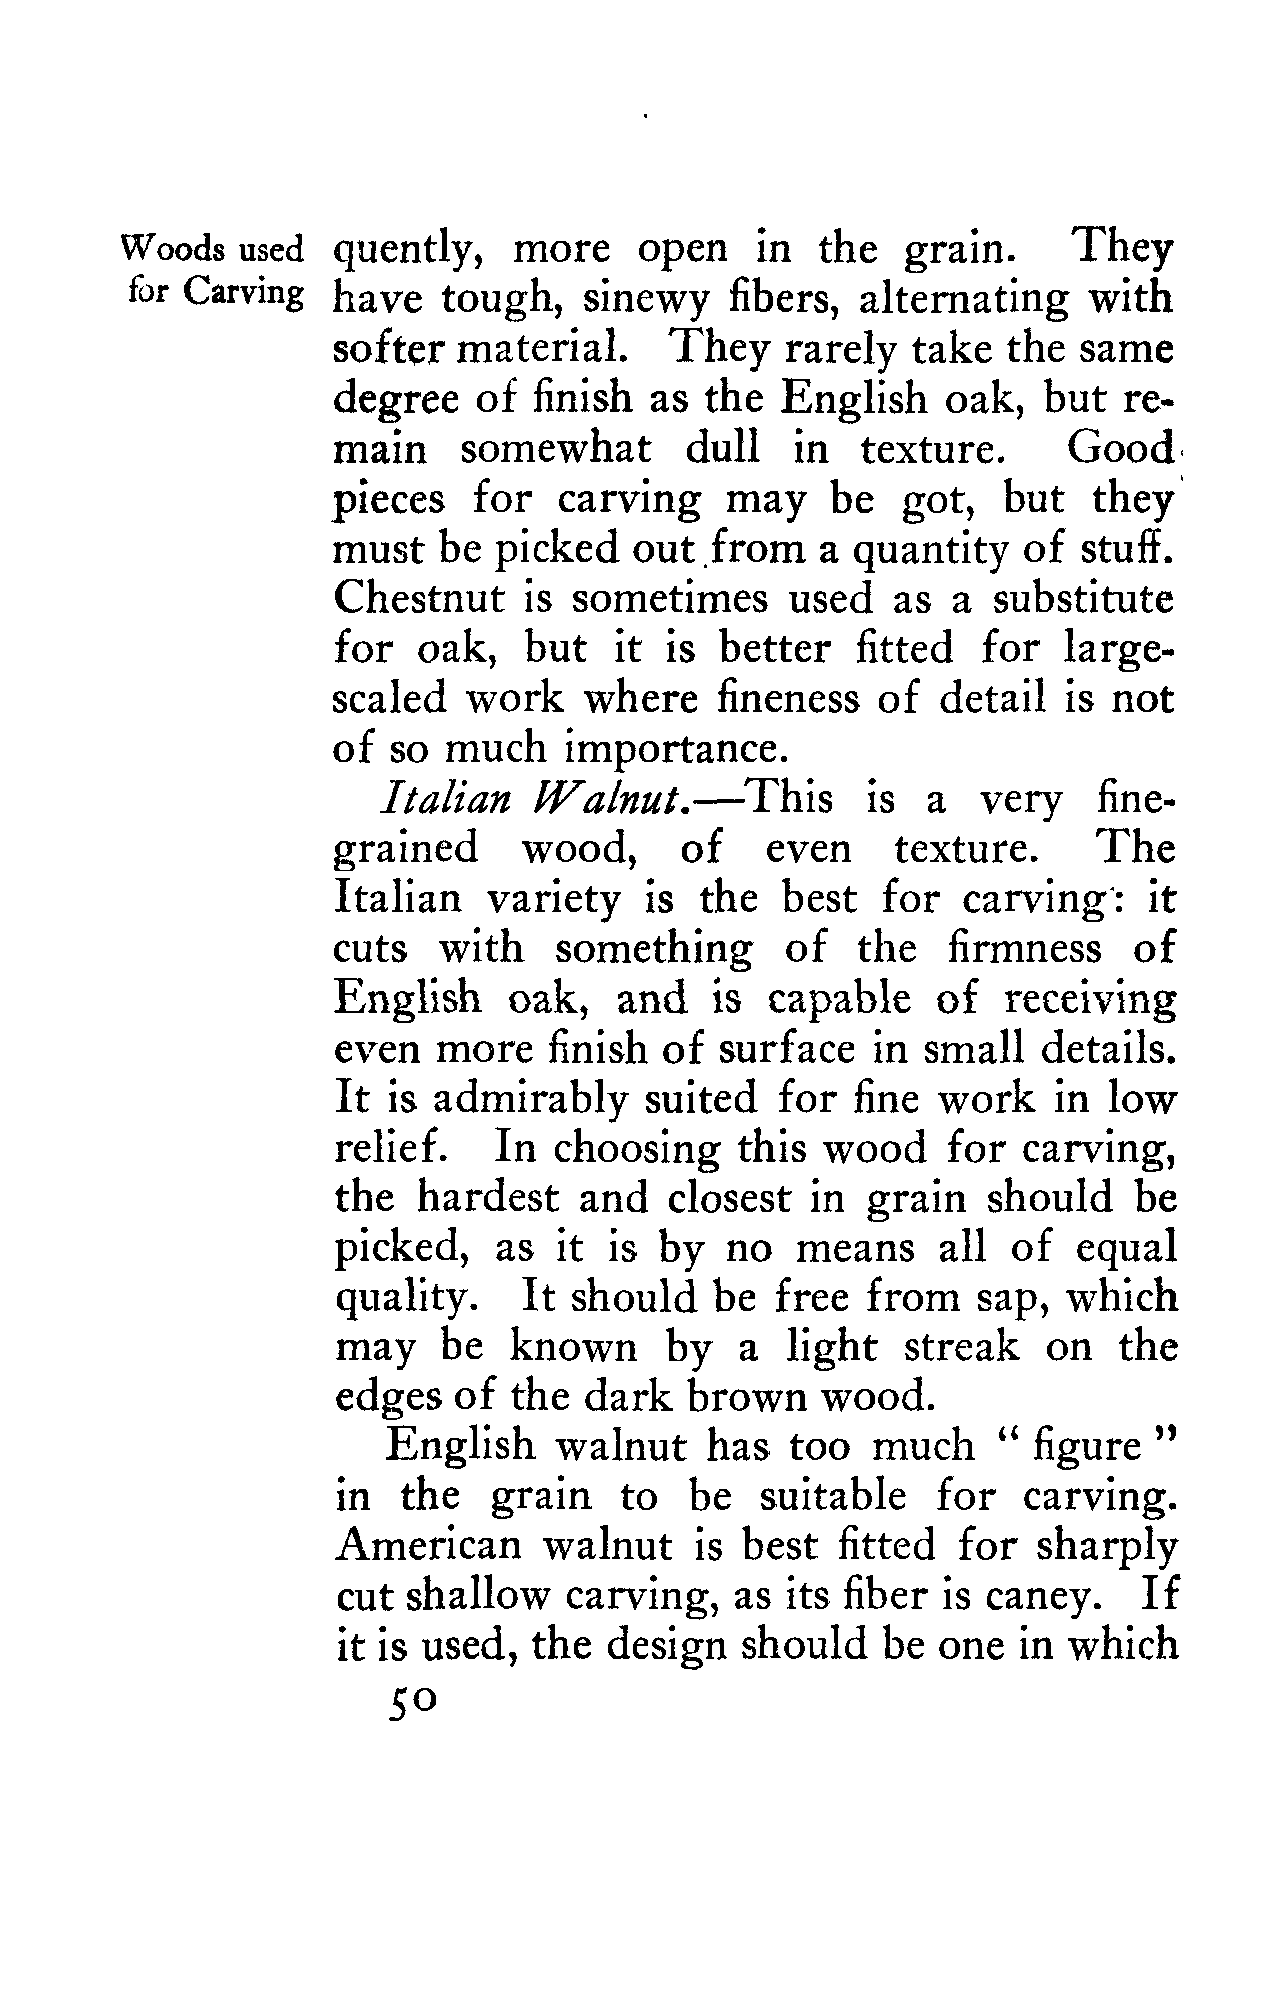 Woods used
for Carving
quently, more open in the grain. They
have tough, sinewy fibers, alternating with
softer material. They rarely take the same
degree of finish as the English oak, but re-
main somewhat dull in texture. Good
pieces for carving may be got, but they
must be picked out from a quantity of stuff.
Chestnut is sometimes used as a substitute
for oak, but it is better fitted for large-
scaled work where fineness of detail is not
of so much importance.
Italian Walnut.—This is a very fine-
grained wood, of even texture. The
Italian variety is the best for carving: it
cuts with something of the firmness of
English oak, and is capable of receiving
even more finish of surface in small details.
It is admirably suited for fine work in low
relief. In choosing this wood for carving,
the hardest and closest in grain should be
picked, as it is by no means all of equal
quality. It should be free from sap, which
may be known by a light streak on the
edges of the dark brown wood.
English walnut has too much " figure "
in the grain to be suitable for carving.
American walnut is best fitted for sharply
cut shallow carving, as its fiber is caney. If
it is used, the design should be one in which
50